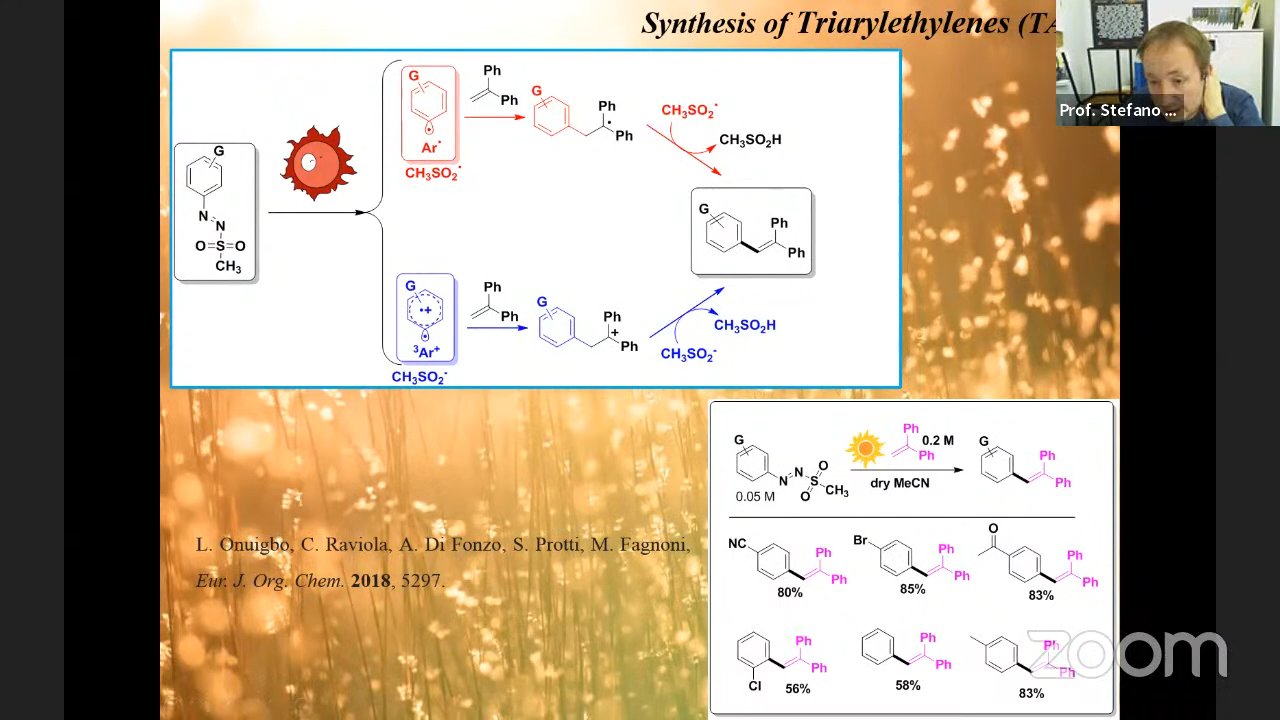 Synthesis of Triarylethylenes (TA
Prof. Stefano ...
G
N
N
O=S=O
CH3
G
Ar•
CH3SO2•
Ph
Ph
G
Ph
Ph
CH3SO2•
CH3SO2H
G
Ph
Ph
G
•+
3Ar+
CH3SO2-
Ph
Ph
G
Ph
+
Ph
CH3SO2-
CH3SO2H
G
N
N
O
S
O
CH3
0.05 M
Ph
Ph
0.2 M
dry MeCN
G
Ph
Ph
NC
Ph
Ph
80%
Br
Ph
Ph
85%
O
Ph
Ph
83%
Cl
Ph
Ph
56%
Ph
Ph
58%
Ph
Ph
83%
L. Onuigbo, C. Raviola, A. Di Fonzo, S. Protti, M. Fagnoni,
Eur. J. Org. Chem. 2018, 5297.
zoom